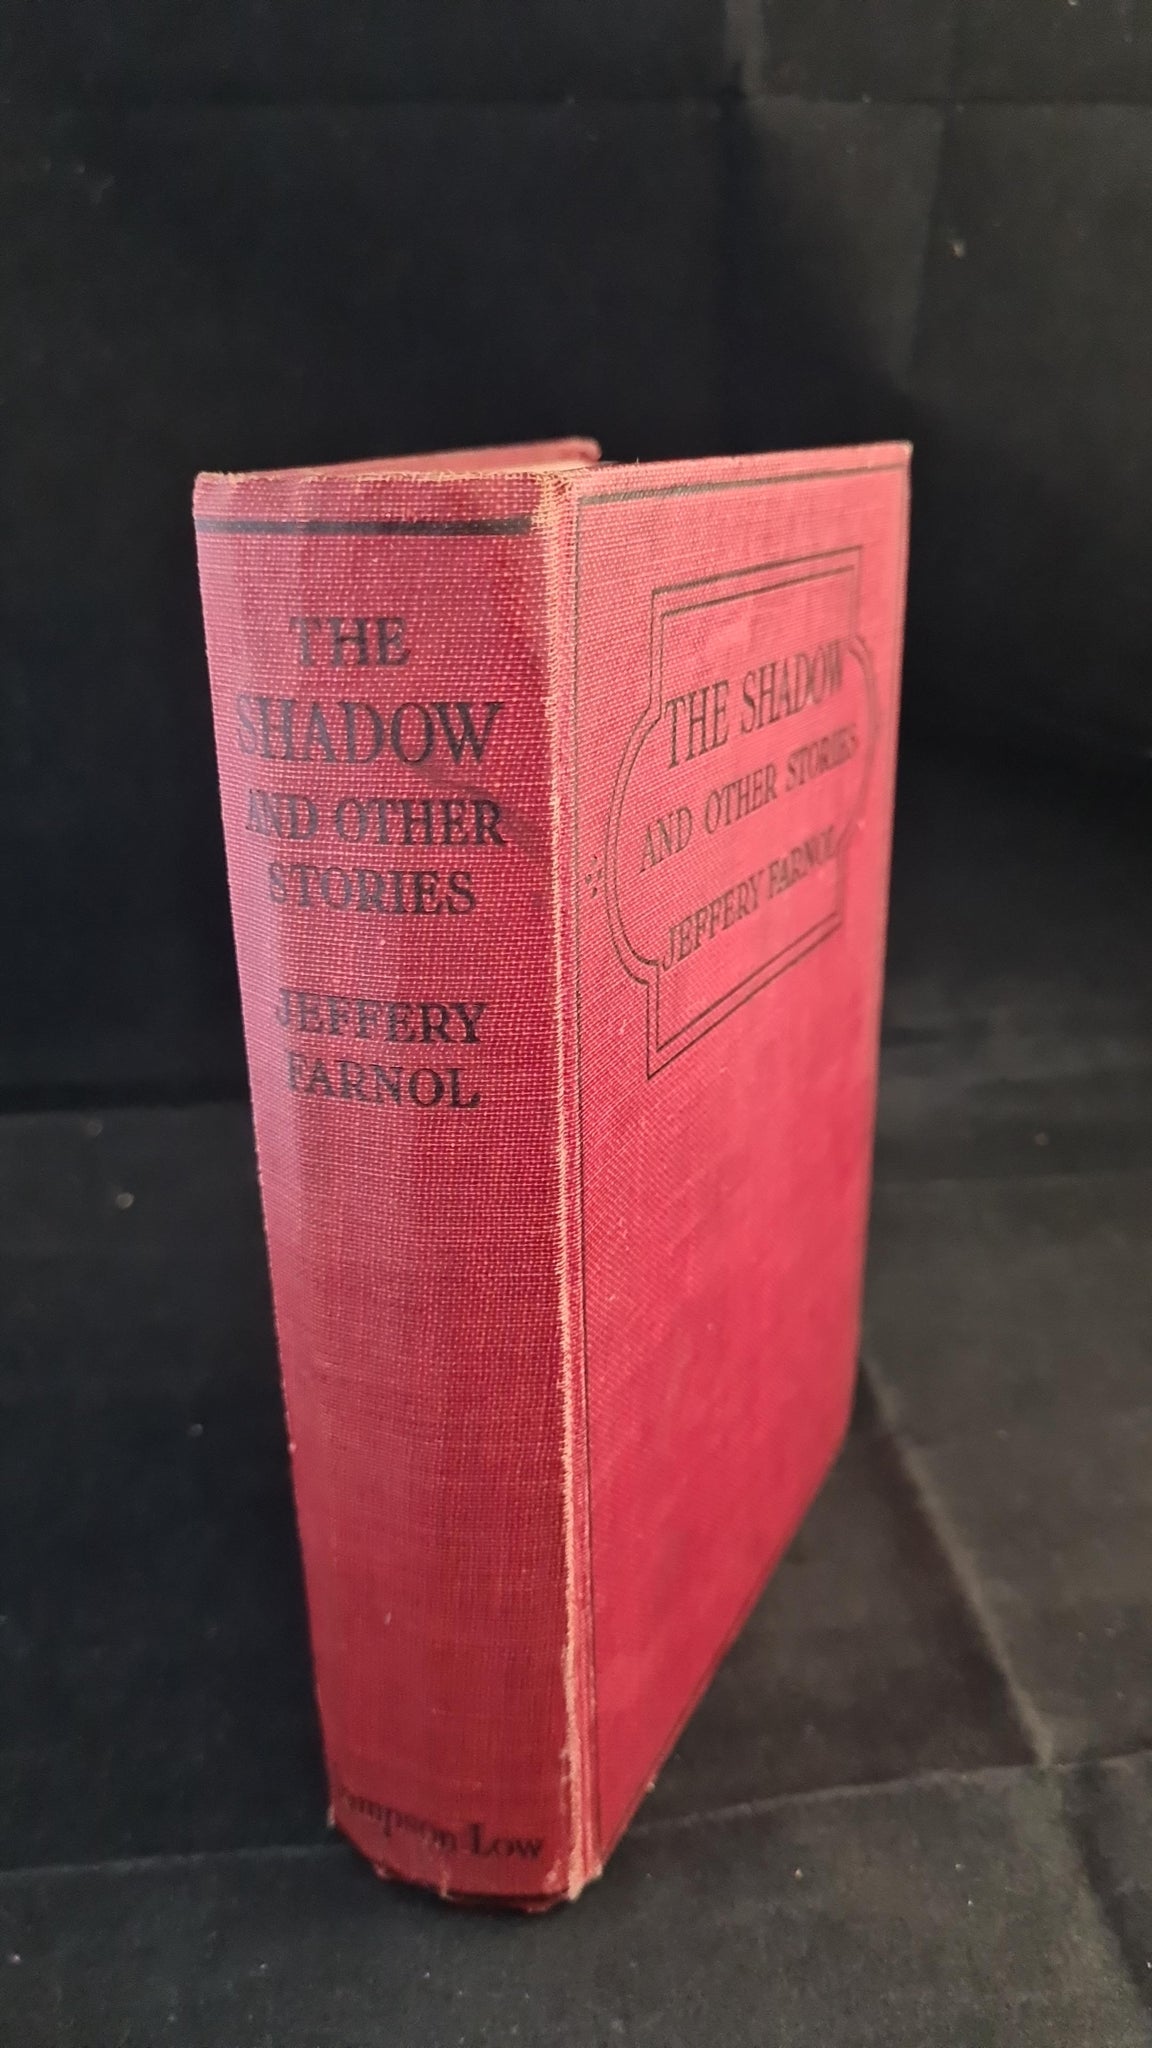 THE
SHADOW
AND OTHER
STORIES
JEFFERY
FARNOL
Low
THE SHADOW
AND OTHER STORIES
JEFFERY FARNOL